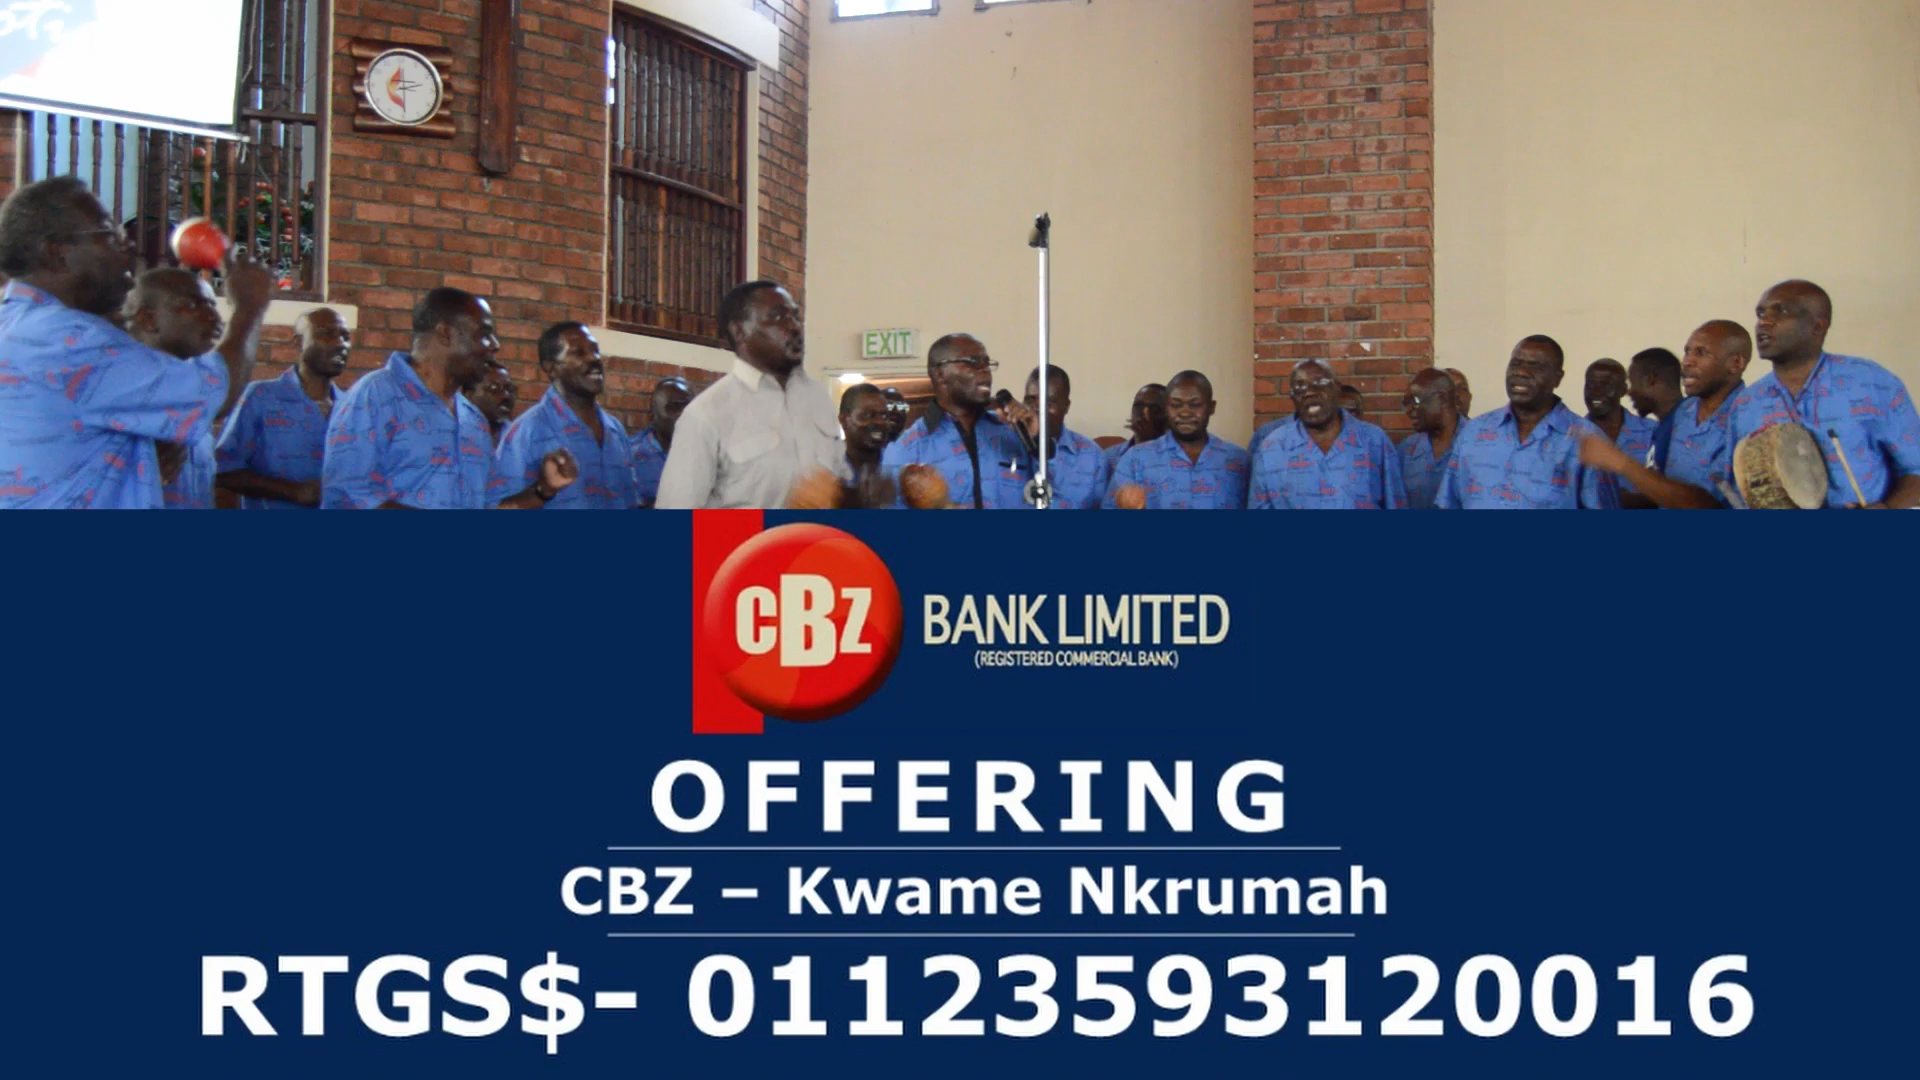 EXIT
CBZ BANK LIMITED
(REGISTERED COMMERCIAL BANK)
OFFERING
CBZ – Kwame Nkrumah
RTGS$- 01123593120016